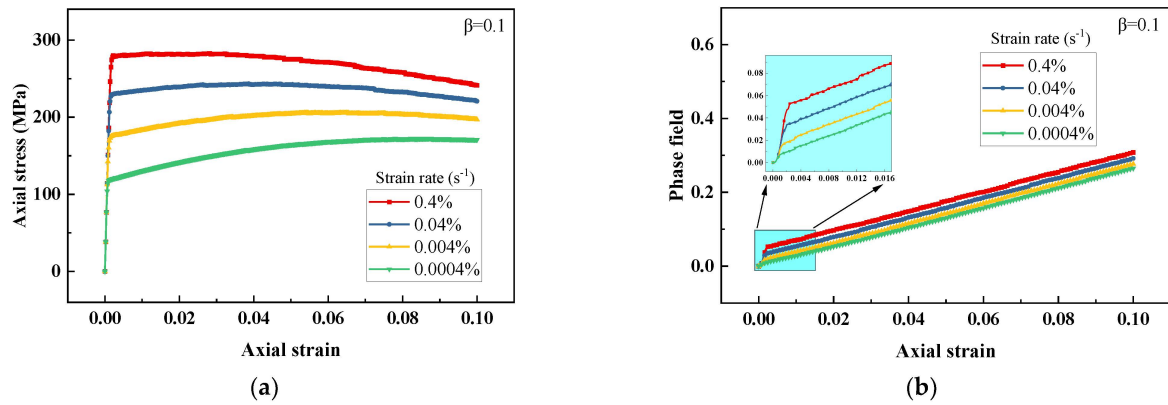 β=0.1
300
200
100
0
Axial stress (MPa)
Strain rate (s⁻¹)
0.4%
0.04%
0.004%
0.0004%
0.00 0.02 0.04 0.06 0.08 0.10
Axial strain
(a)
β=0.1
0.6
0.4
0.2
0.0
Phase field
0.08
0.06
0.04
0.02
0.00
0.000 0.004 0.008 0.012 0.016
Strain rate (s⁻¹)
0.4%
0.04%
0.004%
0.0004%
0.00 0.02 0.04 0.06 0.08 0.10
Axial strain
(b)